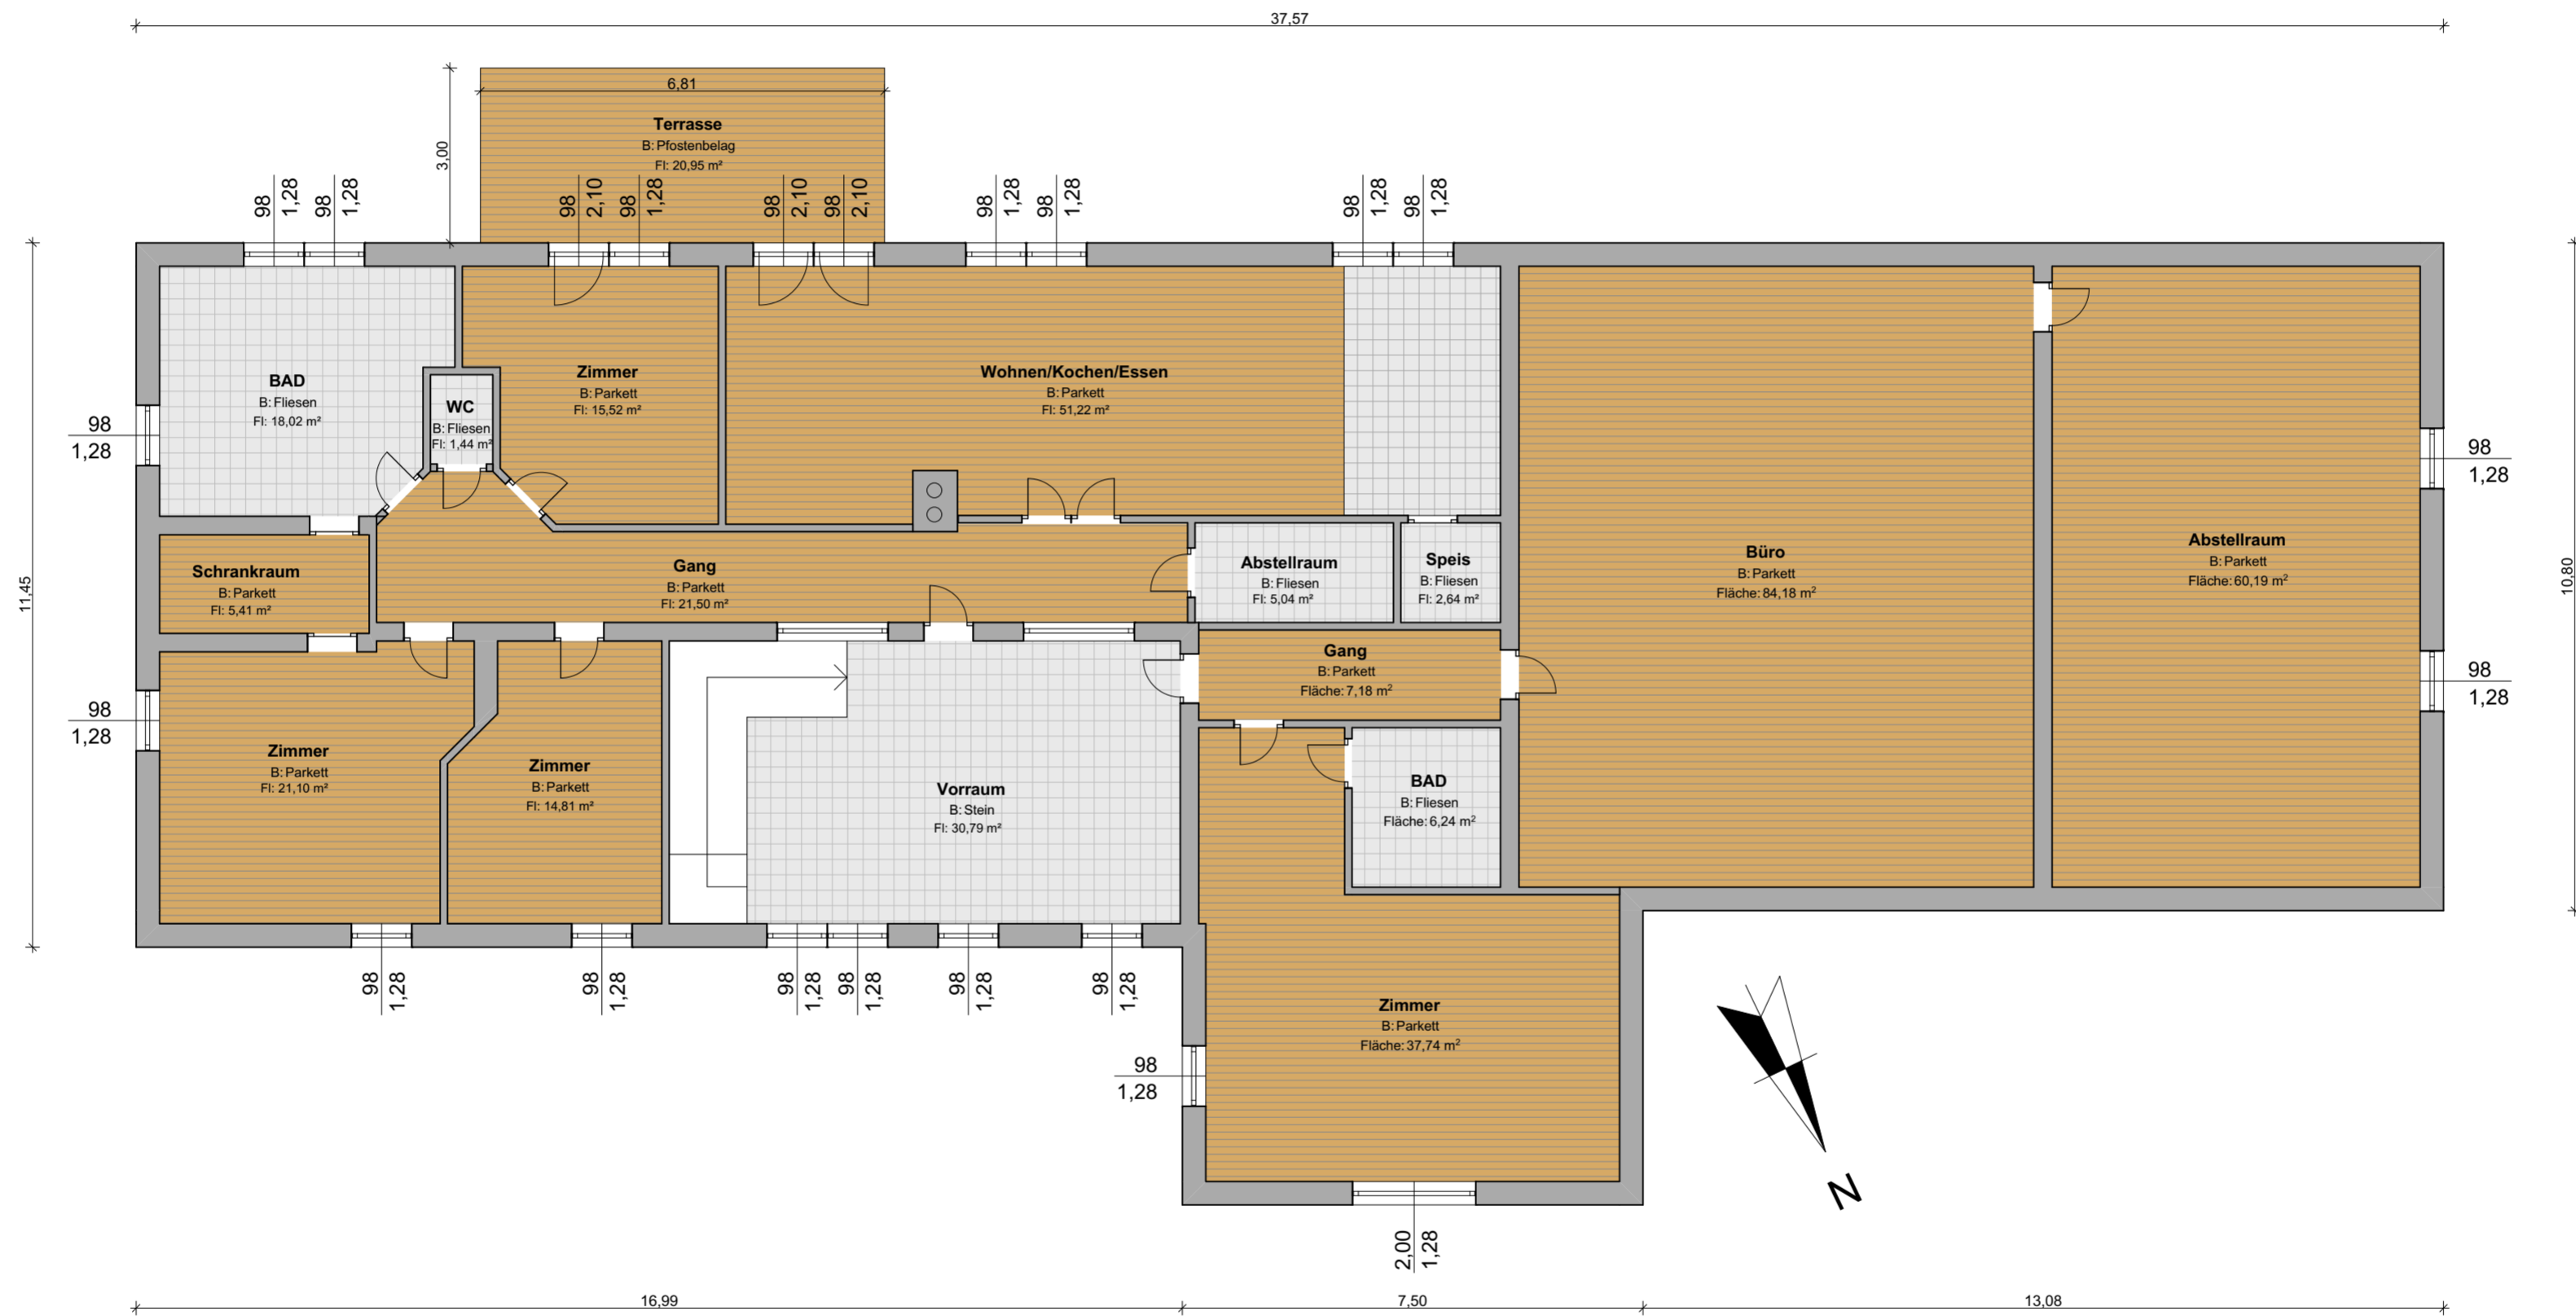 37,57
6,81
Terrasse
B: Pfostenbelag
Fl: 20,95 m²
3,00
98
1,28
98
1,28
98
2,10
98
1,28
98
2,10
98
2,10
98
1,28
98
1,28
98
1,28
98
1,28
BAD
B: Fliesen
Fl: 18,02 m²
WC
B: Fliesen
Fl: 1,44 m²
Zimmer
B: Parkett
Fl: 15,52 m²
Wohnen/Kochen/Essen
B: Parkett
Fl: 51,22 m²
98
1,28
98
1,28
11,45
10,80
Schrankraum
B: Parkett
Fl: 5,41 m²
Gang
B: Parkett
Fl: 21,50 m²
Abstellraum
B: Fliesen
Fl: 5,04 m²
Speis
B: Fliesen
Fl: 2,64 m²
Büro
B: Parkett
Fläche: 84,18 m²
Abstellraum
B: Parkett
Fläche: 60,19 m²
Gang
B: Parkett
Fläche: 7,18 m²
98
1,28
98
1,28
Zimmer
B: Parkett
Fl: 21,10 m²
Zimmer
B: Parkett
Fl: 14,81 m²
Vorraum
B: Stein
Fl: 30,79 m²
BAD
B: Fliesen
Fläche: 6,24 m²
98
1,28
98
1,28
98
1,28
98
1,28
98
1,28
98
1,28
Zimmer
B: Parkett
Fläche: 37,74 m²
98
1,28
N
2,00
1,28
16,99
7,50
13,08